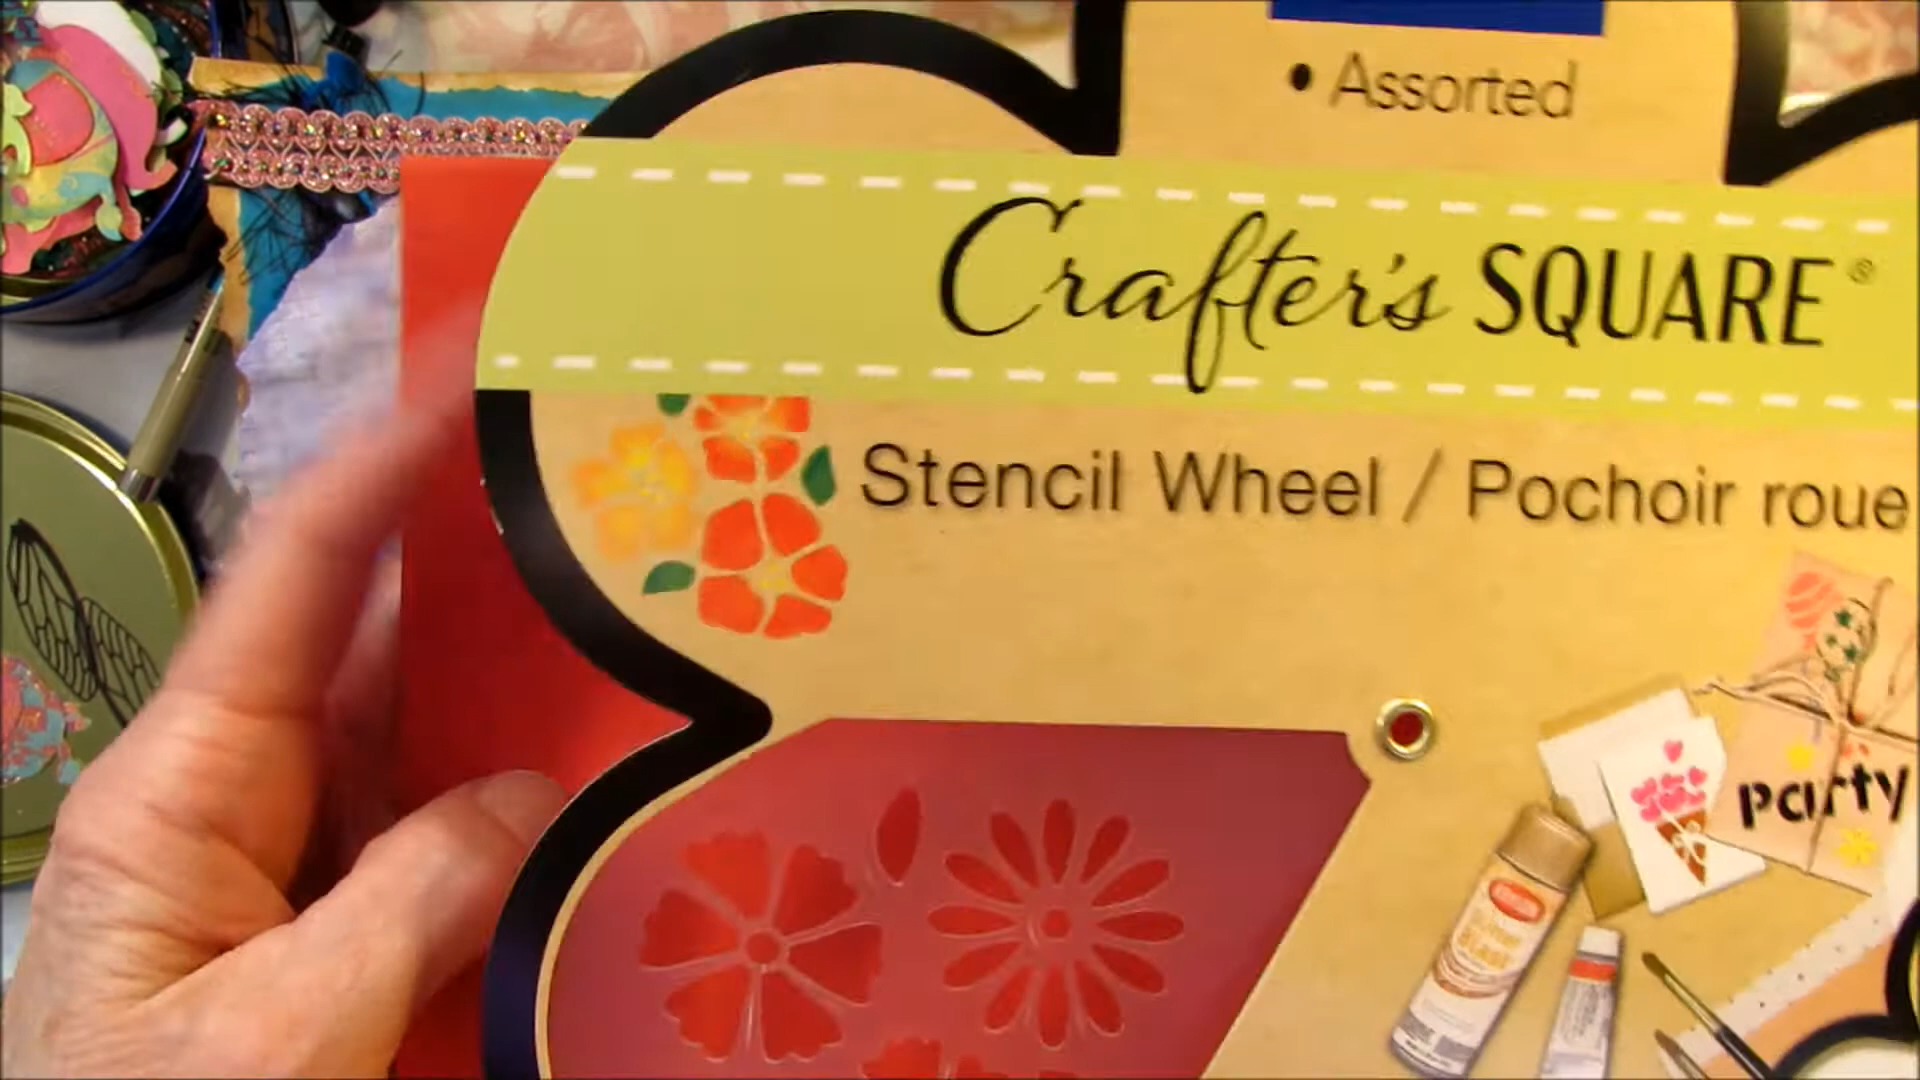 • Assorted
Crafter's SQUARE®
Stencil Wheel / Pochoir roue
party